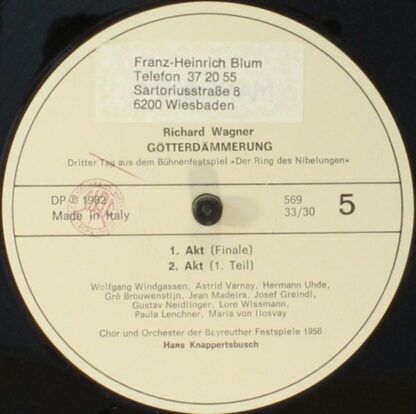 Franz-Heinrich Blum
Telefon 37 20 55
Sartoriusstraße 8
6200 Wiesbaden
Richard Wagner
GÖTTERDÄMMERUNG
Dritter Tag aus dem Bühnenfestspiel «Der Ring des Nibelungen»
DP ℗ 1982
Made in Italy
569
33/30
5
1. Akt (Finale)
2. Akt (1. Teil)
Wolfgang Windgassen, Astrid Varnay, Hermann Uhde,
Gré Brouwenstijn, Jean Madeira, Josef Greindl,
Gustav Neidlinger, Lore Wissmann,
Paula Lenchner, Maria von Ilosvay
Chor und Orchester der Bayreuther Festspiele 1956
Hans Knappertsbusch